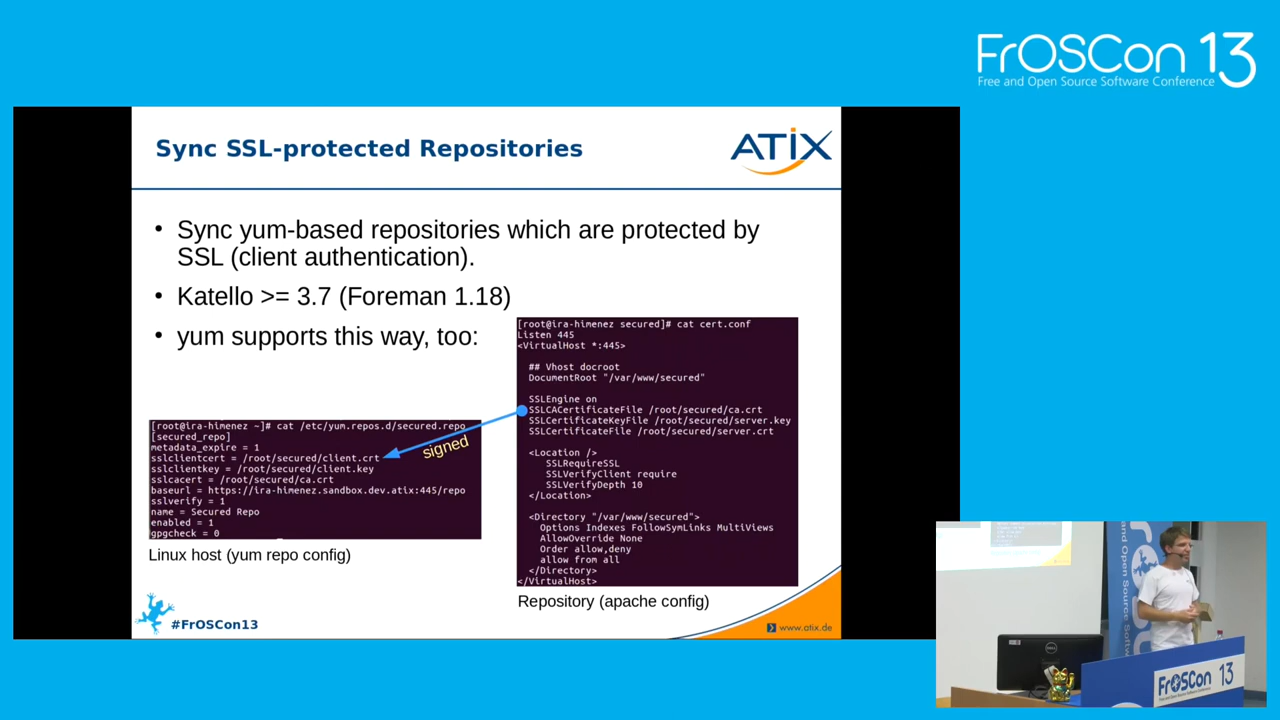 FrOSCon 13
Free and Open Source Software Conference
Sync SSL-protected Repositories
ATIX
• Sync yum-based repositories which are protected by
SSL (client authentication).
• Katello >= 3.7 (Foreman 1.18)
• yum supports this way, too:
[root@ira-himenez ~]# cat /etc/yum.repos.d/secured.repo
[secured_repo]
metadata_expire = 1
sslclientcert = /root/secured/client.crt
sslclientkey = /root/secured/client.key
sslcacert = /root/secured/ca.crt
baseurl = https://ira-himenez.sandbox.dev.atix:445/repo
sslverify = 1
name = Secured Repo
enabled = 1
gpgcheck = 0
signed
Linux host (yum repo config)
[root@ira-himenez secured]# cat cert.conf
Listen 445
<VirtualHost *:445>
## Vhost docroot
DocumentRoot "/var/www/secured"
SSLEngine on
SSLCACertificateFile /root/secured/ca.crt
SSLCertificateKeyFile /root/secured/server.key
SSLCertificateFile /root/secured/server.crt
<Location />
SSLRequireSSL
SSLVerifyClient require
SSLVerifyDepth 10
</Location>
<Directory "/var/www/secured">
Options Indexes FollowSymLinks MultiViews
AllowOverride None
Order allow,deny
allow from all
</Directory>
</VirtualHost>
Repository (apache config)
#FrOSCon13
www.atix.de
and Open Source Softwar
DELL
FrOSCon 13